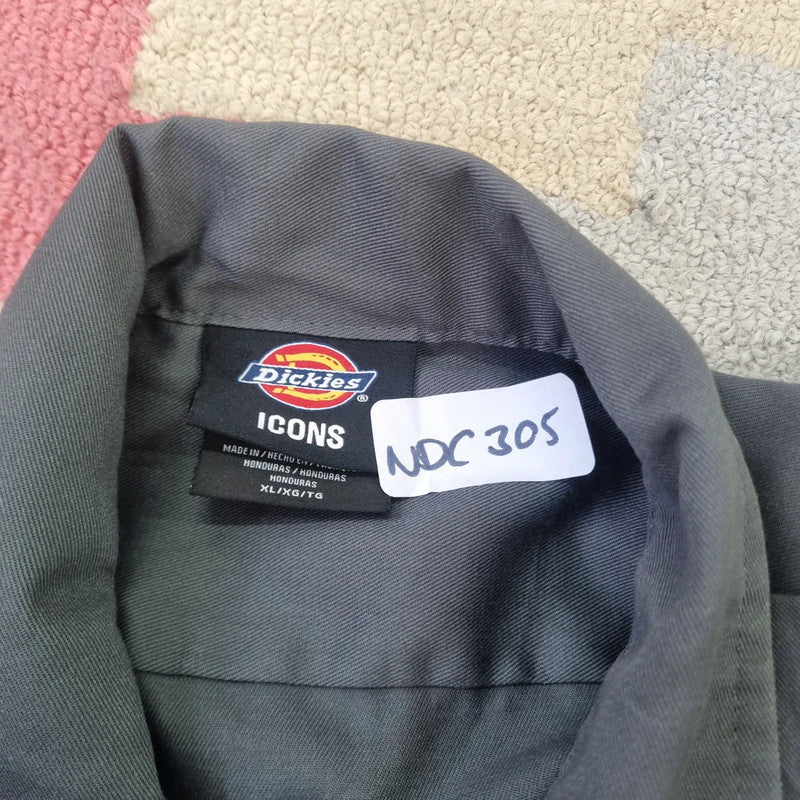 Dickies
®
ICONS
NDC 305
MADE IN / HECHO EN /
HONDURAS / HONDURAS
HONDURAS
XL/XG/TG